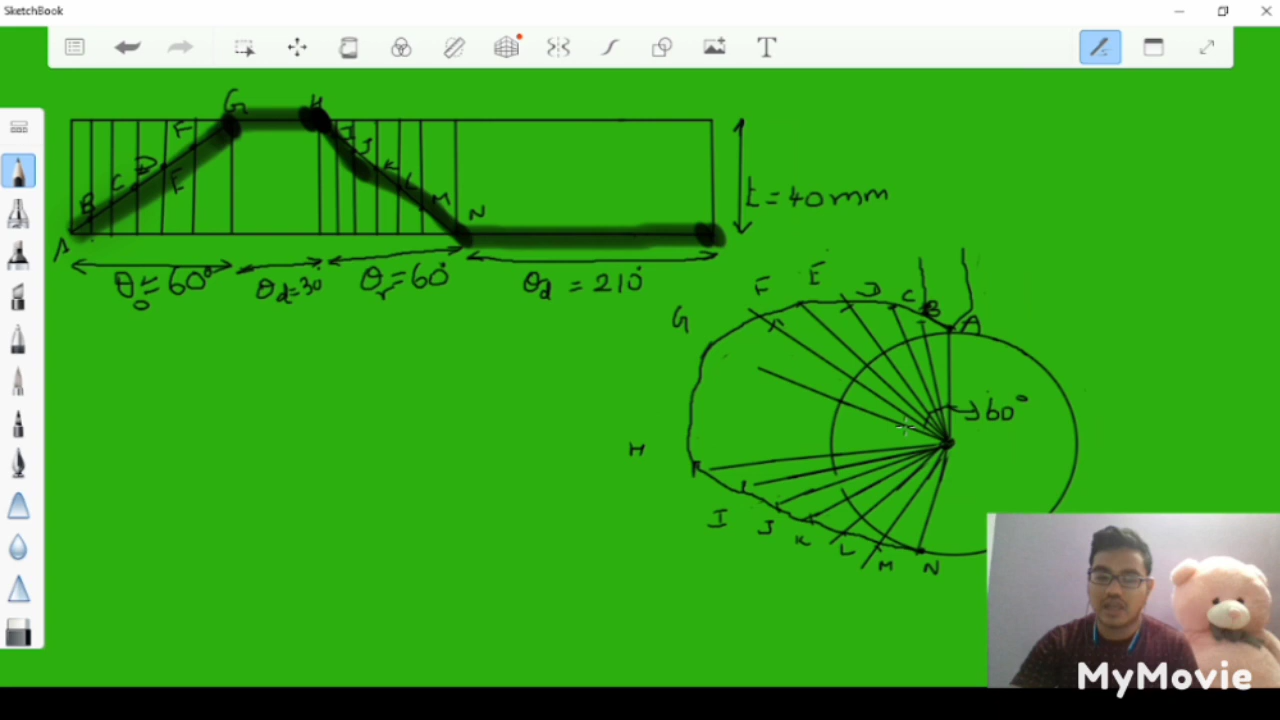 SketchBook
G H
F I
D J
C E K
B L
M
A N
t = 40mm
θo = 60° θd = 30° θr = 60° θd = 210°
F E D C B A
G
60°
H
I J K L M N
MyMovie